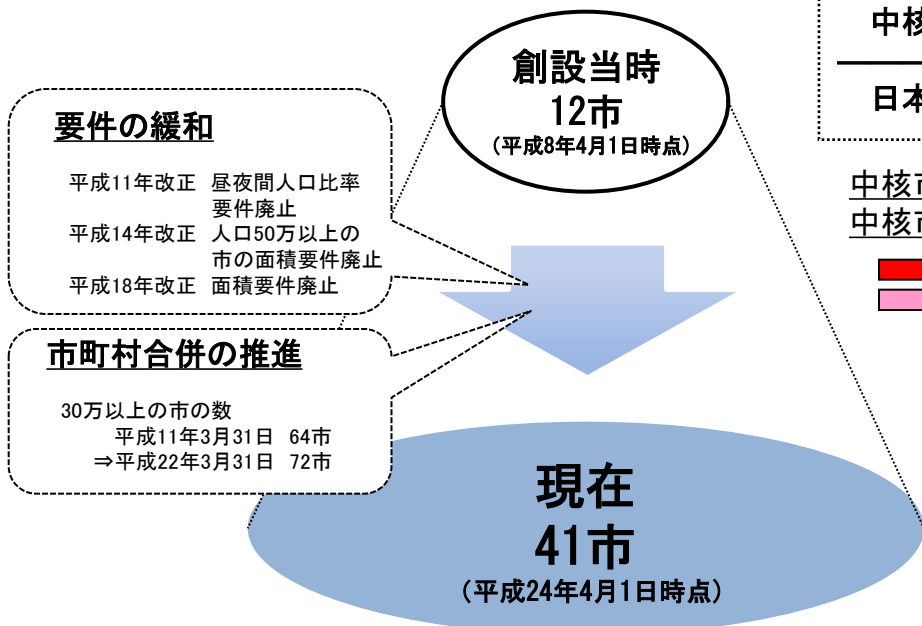 創設当時
12市
(平成8年4月1日時点)
要件の緩和
平成11年改正 昼夜間人口比率
要件廃止
平成14年改正 人口50万以上の
市の面積要件廃止
平成18年改正 面積要件廃止
市町村合併の推進
30万以上の市の数
平成11年3月31日 64市
⇒平成22年3月31日 72市
現在
41市
(平成24年4月1日時点)
中核
日本
中核市
中核市